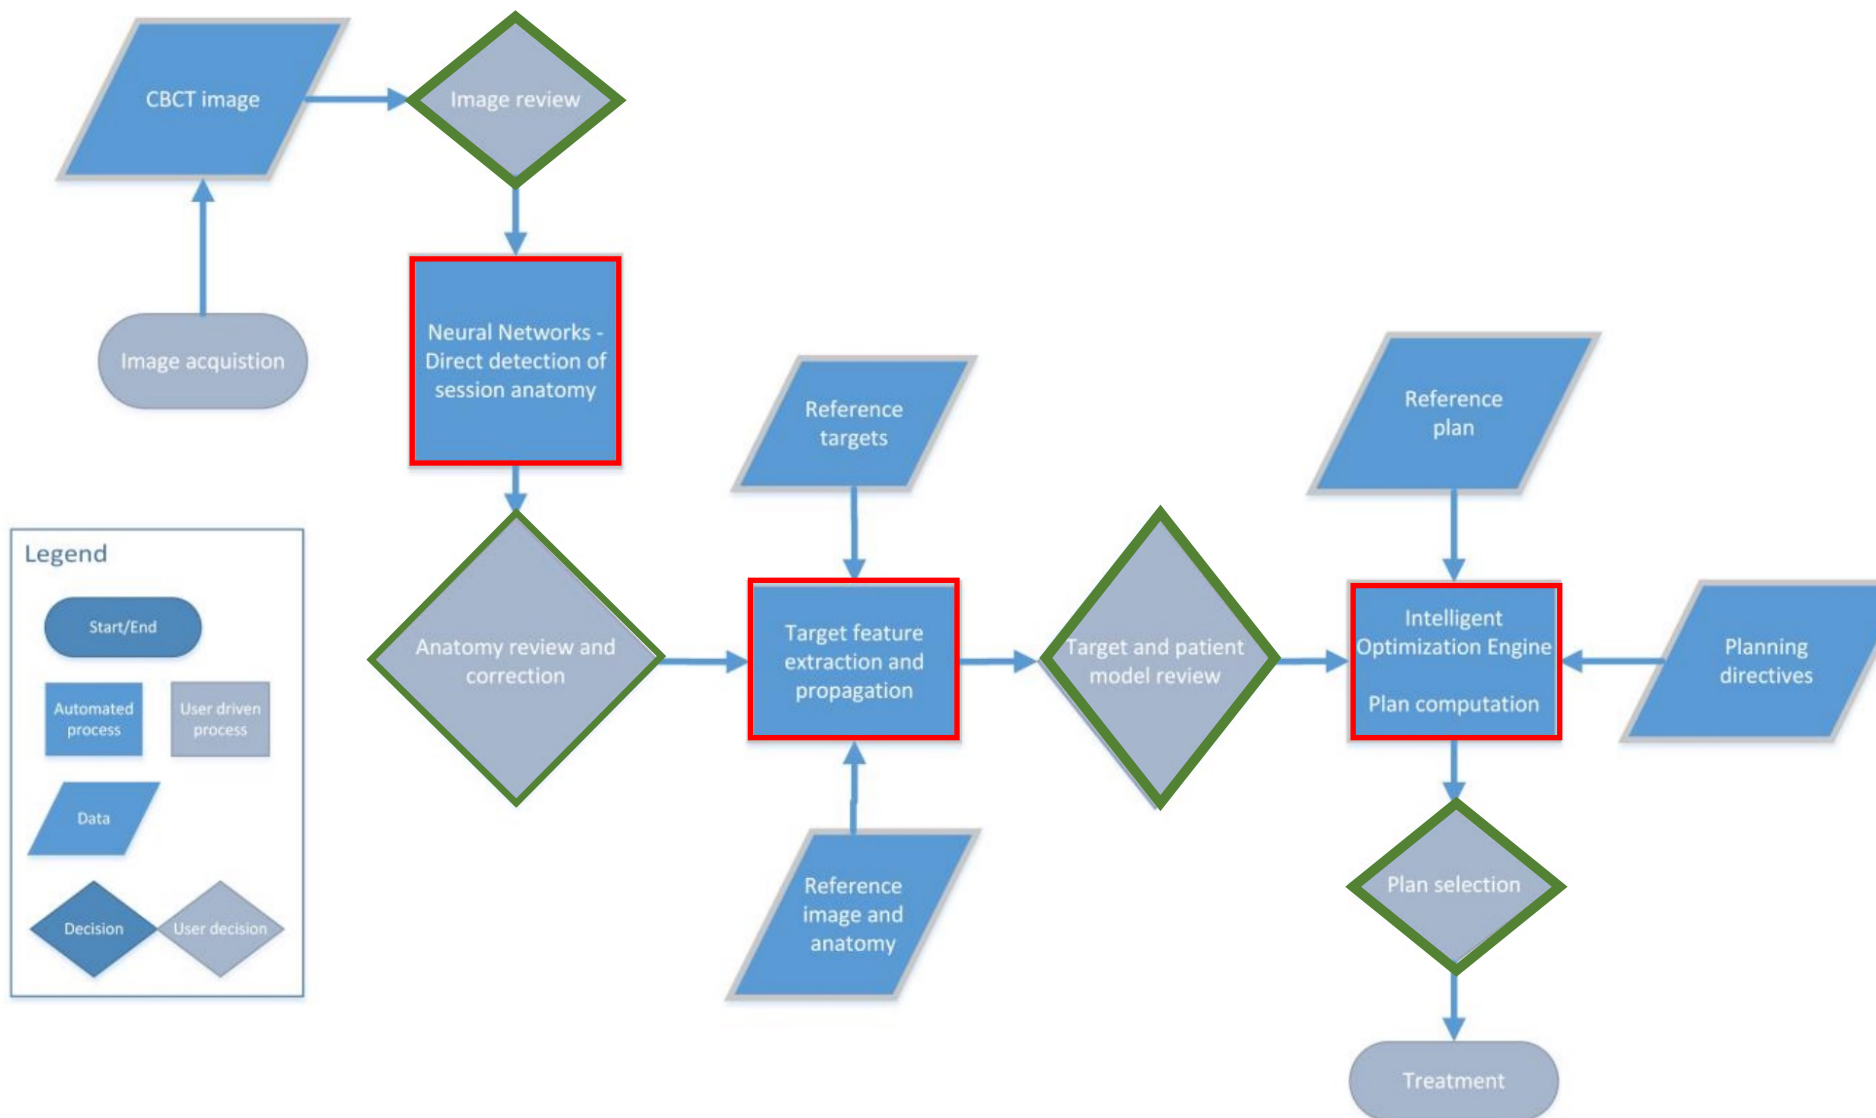 CBCT image
Image review
Image acquistion
Neural Networks -
Direct detection of
session anatomy
Reference
targets
Reference
plan
Anatomy review and
correction
Target feature
extraction and
propagation
Target and patient
model review
Intelligent
Optimization Engine
Plan computation
Planning
directives
Reference
image and
anatomy
Plan selection
Treatment
Legend
Start/End
Automated
process
User driven
process
Data
Decision
User decision